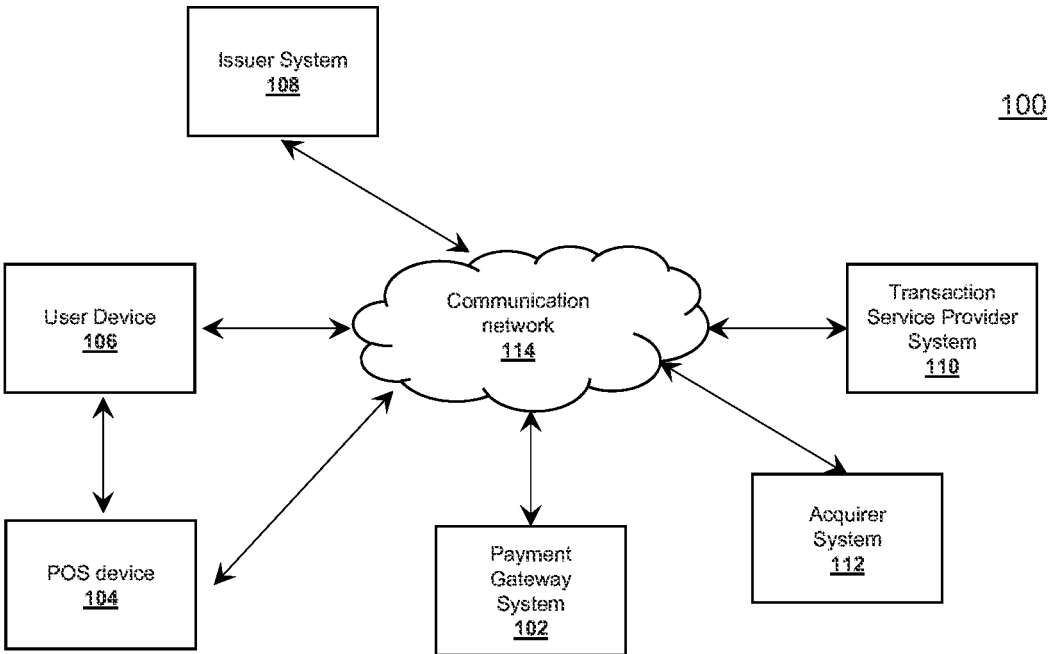 Issuer System
108
100
User Device
106
Communication
network
114
Transaction
Service Provider
System
110
POS device
104
Payment
Gateway
System
102
Acquirer
System
112